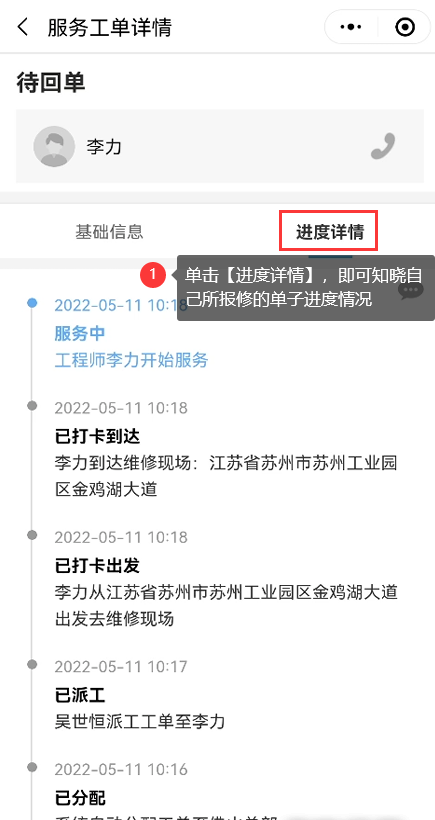 服务工单详情
待回单
李力
基础信息
进度详情
1
单击【进度详情】，即可知晓自
己所报修的单子进度情况
2022-05-11 10:18
服务中
工程师李力开始服务
2022-05-11 10:18
已打卡到达
李力到达维修现场：江苏省苏州市苏州工业园
区金鸡湖大道
2022-05-11 10:18
已打卡出发
李力从江苏省苏州市苏州工业园区金鸡湖大道
出发去维修现场
2022-05-11 10:17
已派工
吴世恒派工工单至李力
2022-05-11 10:16
已分配